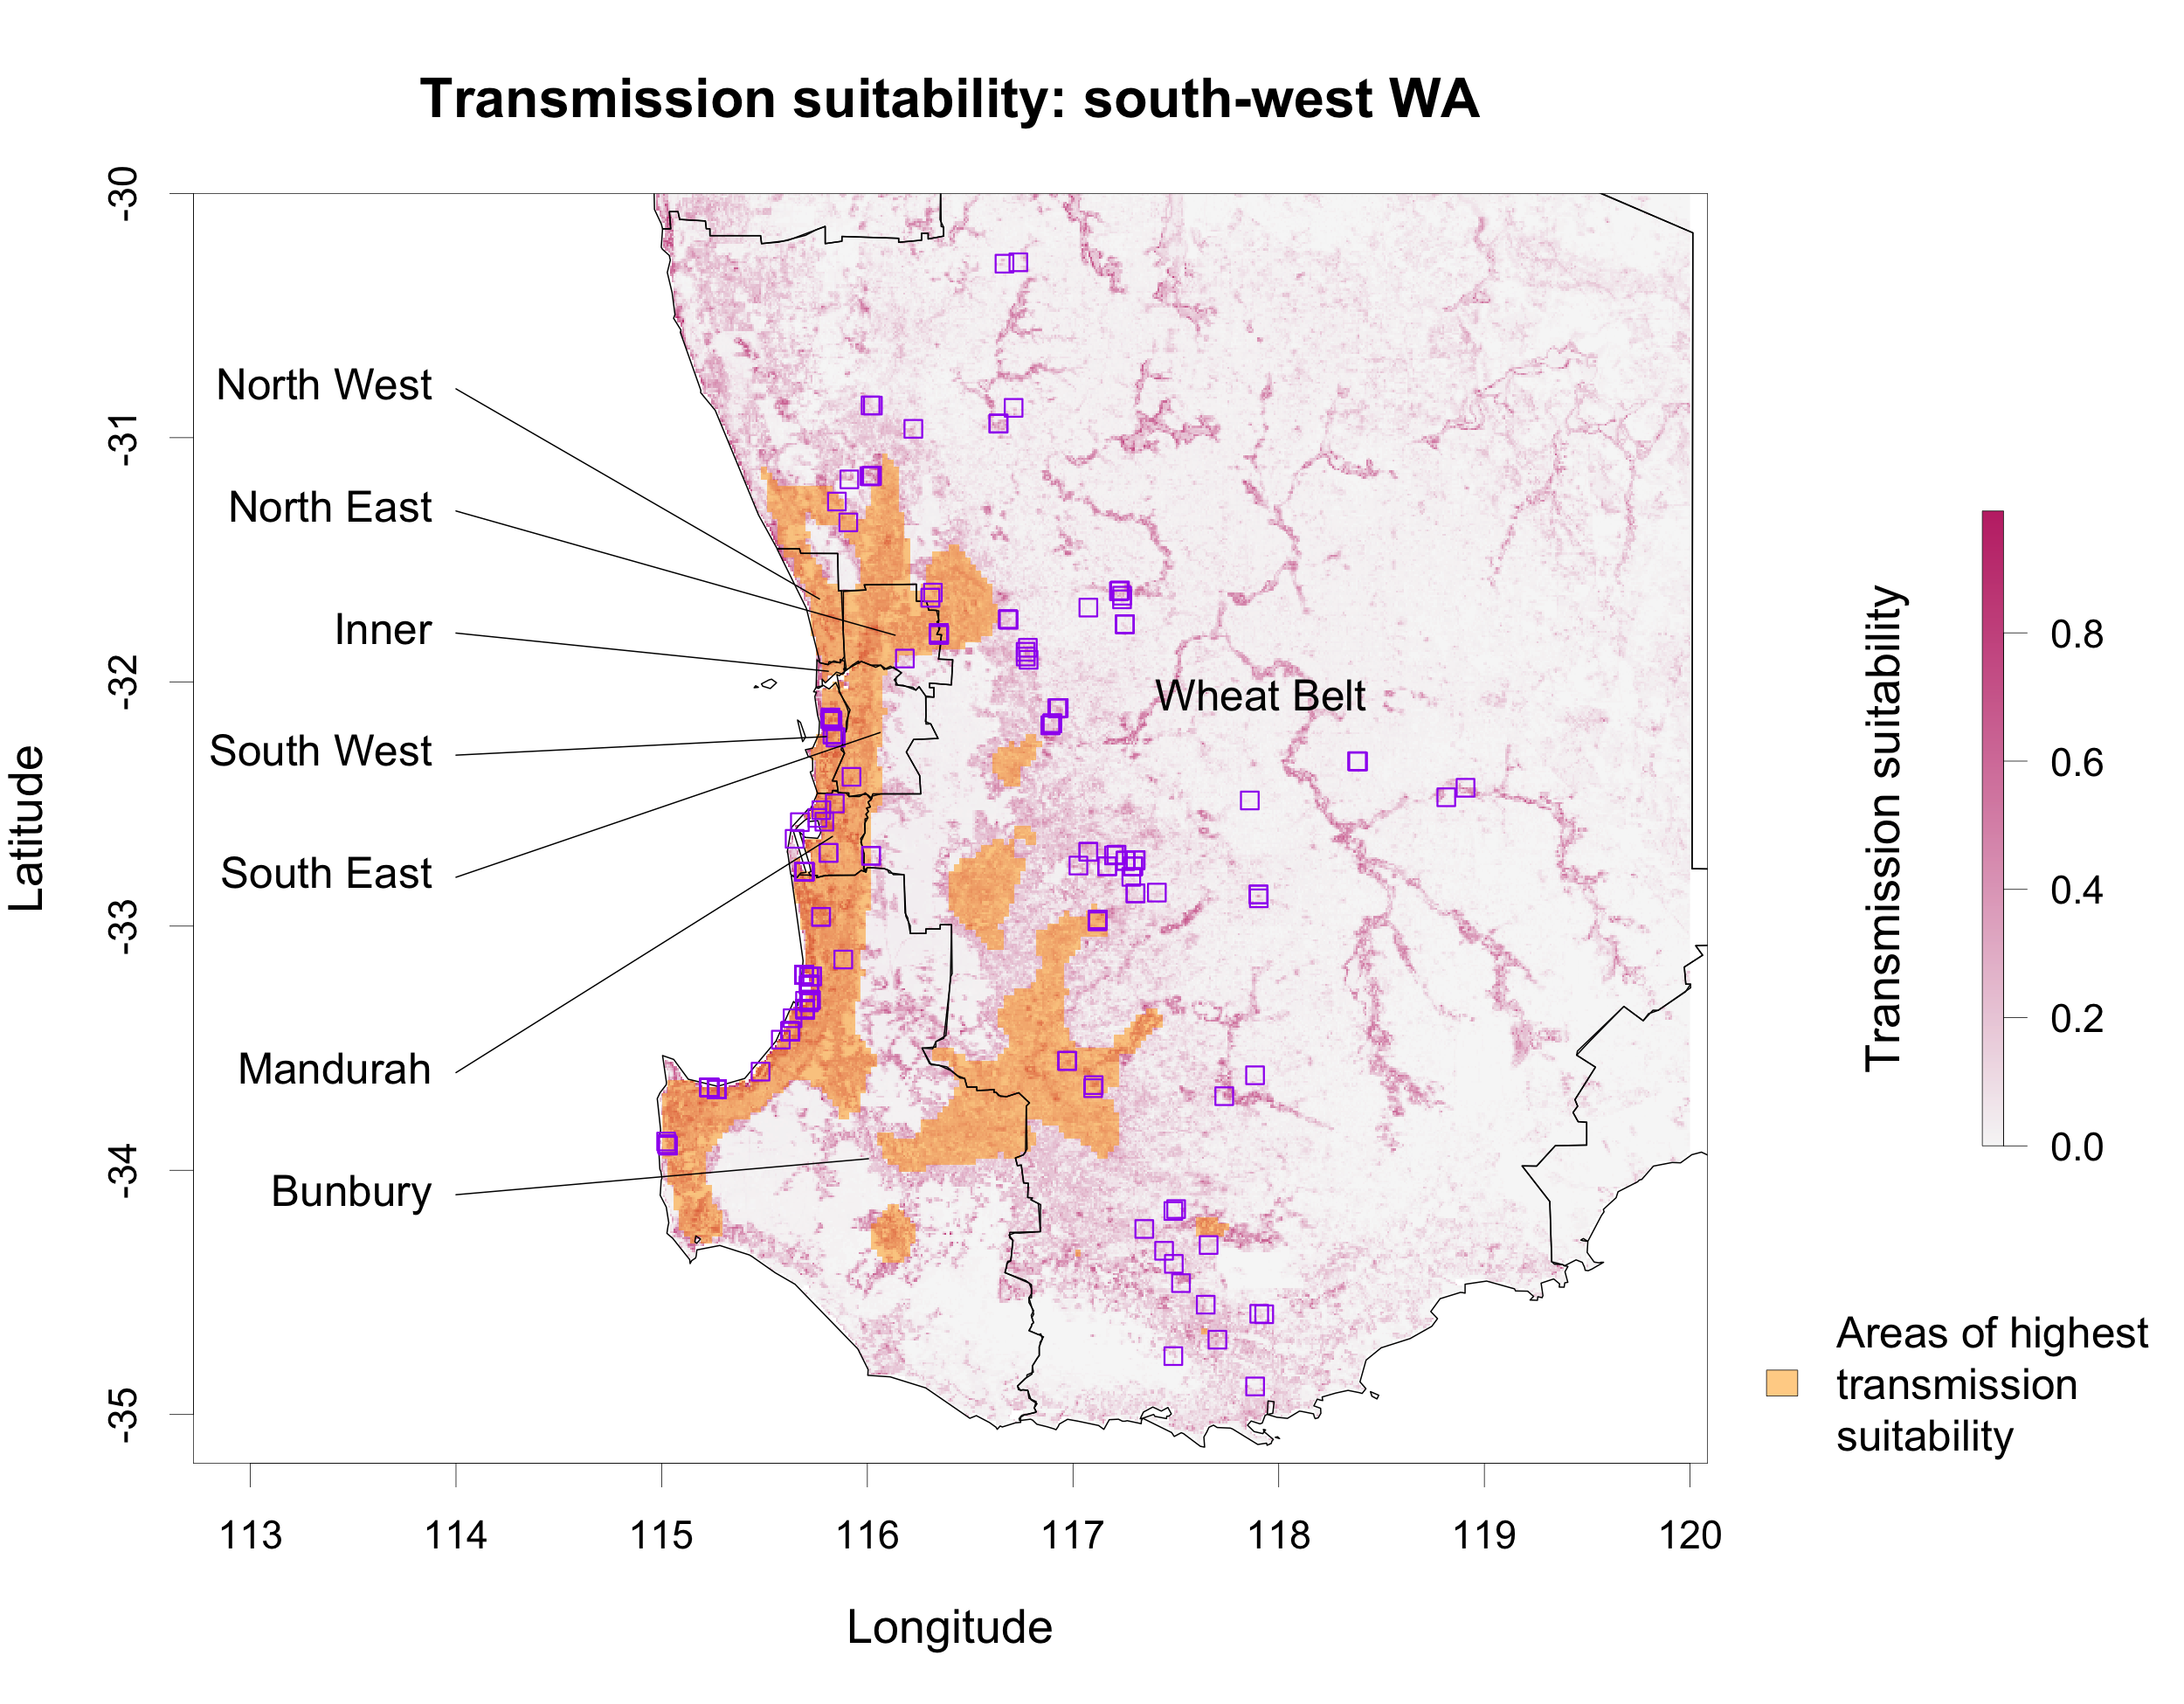 Transmission suitability: south-west WA
Latitude
-30
-31
-32
-33
-34
-35
North West
North East
Inner
South West
South East
Mandurah
Bunbury
Wheat Belt
113
114
115
116
117
118
119
120
Longitude
Transmission suitability
0.8
0.6
0.4
0.2
0.0
Areas of highest
transmission
suitability